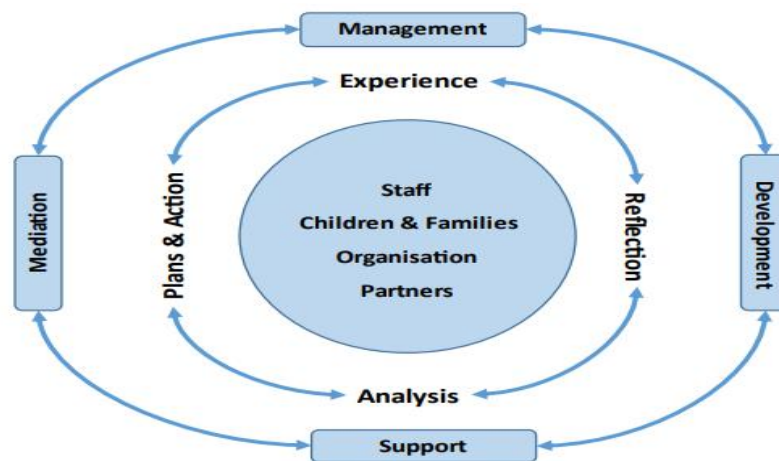 Management
Experience
Mediation
Plans & Action
Staff
Children & Families
Organisation
Partners
Reflection
Development
Analysis
Support